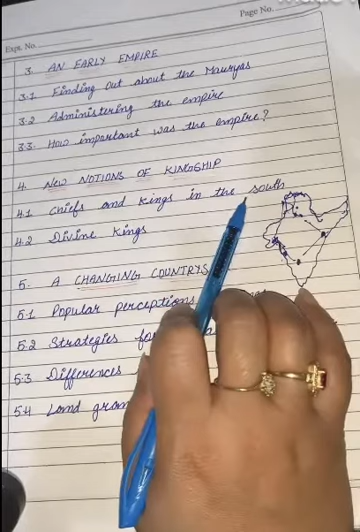 Page No.
Expt. No.
3. AN EARLY EMPIRE
3.1 Finding out about the Mauryas
3.2 Administering the empire
3.3. How important was the empire?
4. NEW NOTIONS OF KINGSHIP
4.1 Chiefs and kings in the south
4.2 Divine kings
5. A CHANGING COUNTRYS
5.1 Popular perceptions
5.2 Strategies for
5.3 Differences
5.4 Land gran